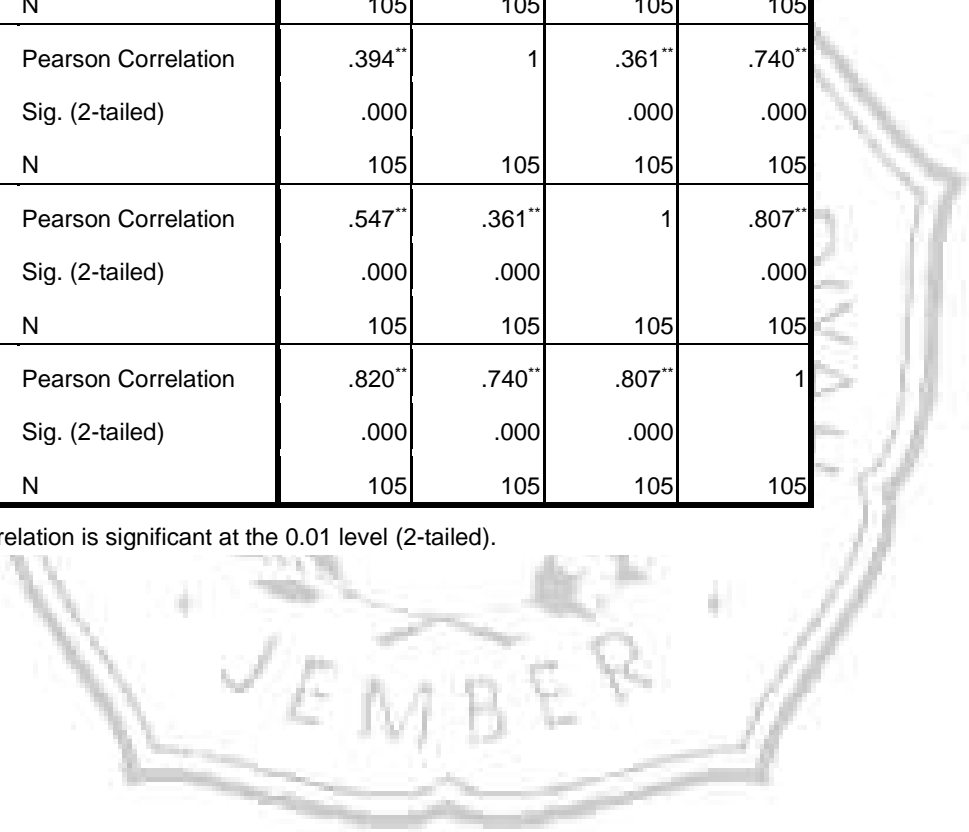 N 105 105 105 105
Pearson Correlation .394** 1 .361** .740**
Sig. (2-tailed) .000 .000 .000
N 105 105 105 105
Pearson Correlation .547** .361** 1 .807**
Sig. (2-tailed) .000 .000 .000
N 105 105 105 105
Pearson Correlation .820** .740** .807** 1
Sig. (2-tailed) .000 .000 .000
N 105 105 105 105
relation is significant at the 0.01 level (2-tailed).
JEMBER